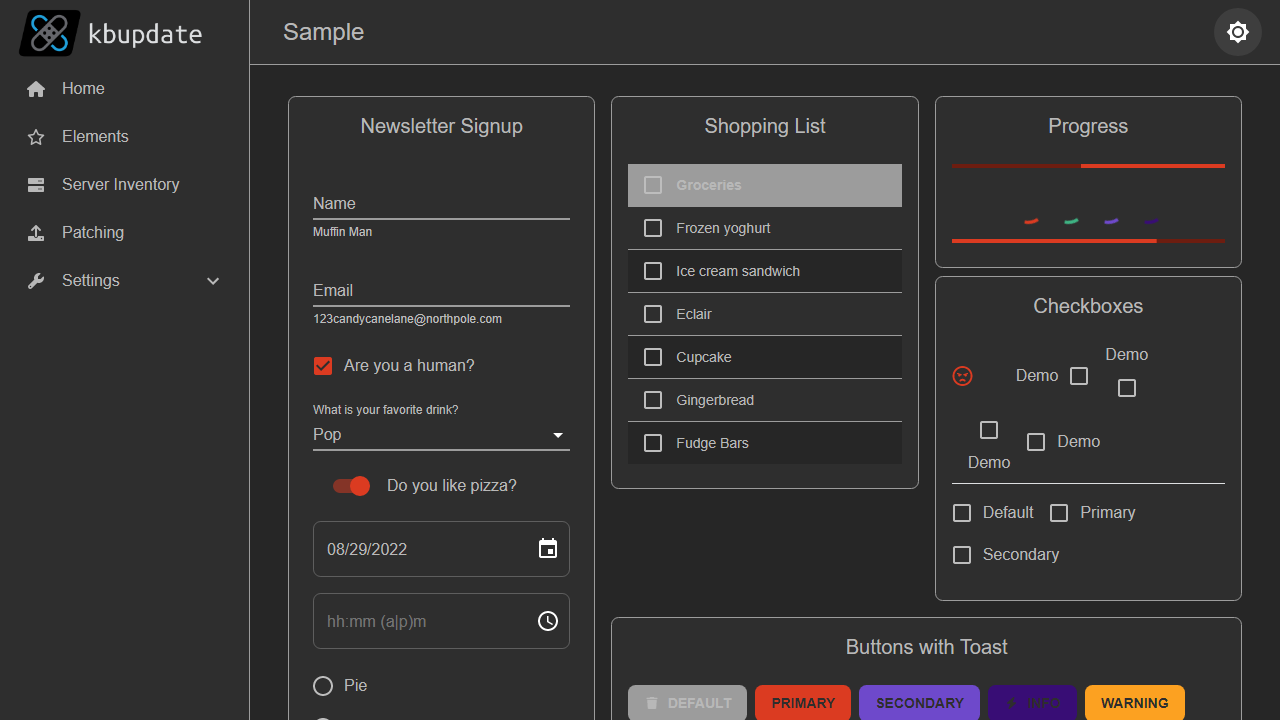 kbupdate
Home
Elements
Server Inventory
Patching
Settings
Sample
Newsletter Signup
Name
Muffin Man
Email
123candycanelane@northpole.com
Are you a human?
What is your favorite drink?
Pop
Do you like pizza?
08/29/2022
hh:mm (a|p)m
Pie
Shopping List
Groceries
Frozen yoghurt
Ice cream sandwich
Eclair
Cupcake
Gingerbread
Fudge Bars
Progress
Checkboxes
Demo
Demo
Demo
Demo
Default Primary
Secondary
Buttons with Toast
DEFAULT PRIMARY SECONDARY INFO WARNING